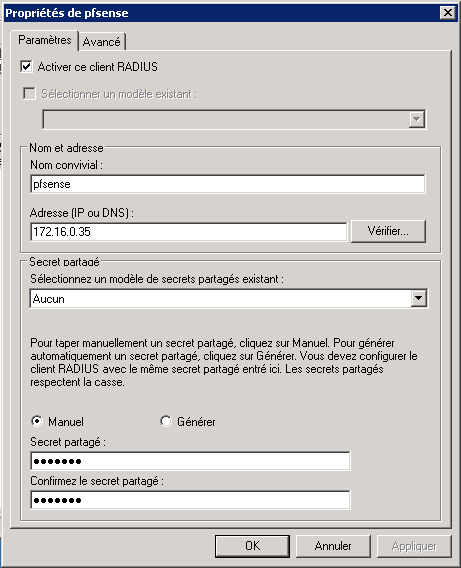 Propriétés de pfsense
Paramètres
Avancé
Activer ce client RADIUS
Sélectionner un modèle existant :
Nom et adresse
Nom convivial :
pfsense
Adresse (IP ou DNS) :
172.16.0.35
Vérifier...
Secret partagé
Sélectionnez un modèle de secrets partagés existant :
Aucun
Pour taper manuellement un secret partagé, cliquez sur Manuel. Pour générer
automatiquement un secret partagé, cliquez sur Générer. Vous devez configurer le
client RADIUS avec le même secret partagé entré ici. Les secrets partagés
respectent la casse.
Manuel
Générer
Secret partagé :
●●●●●●●
Confirmez le secret partagé :
●●●●●●●
OK
Annuler
Appliquer